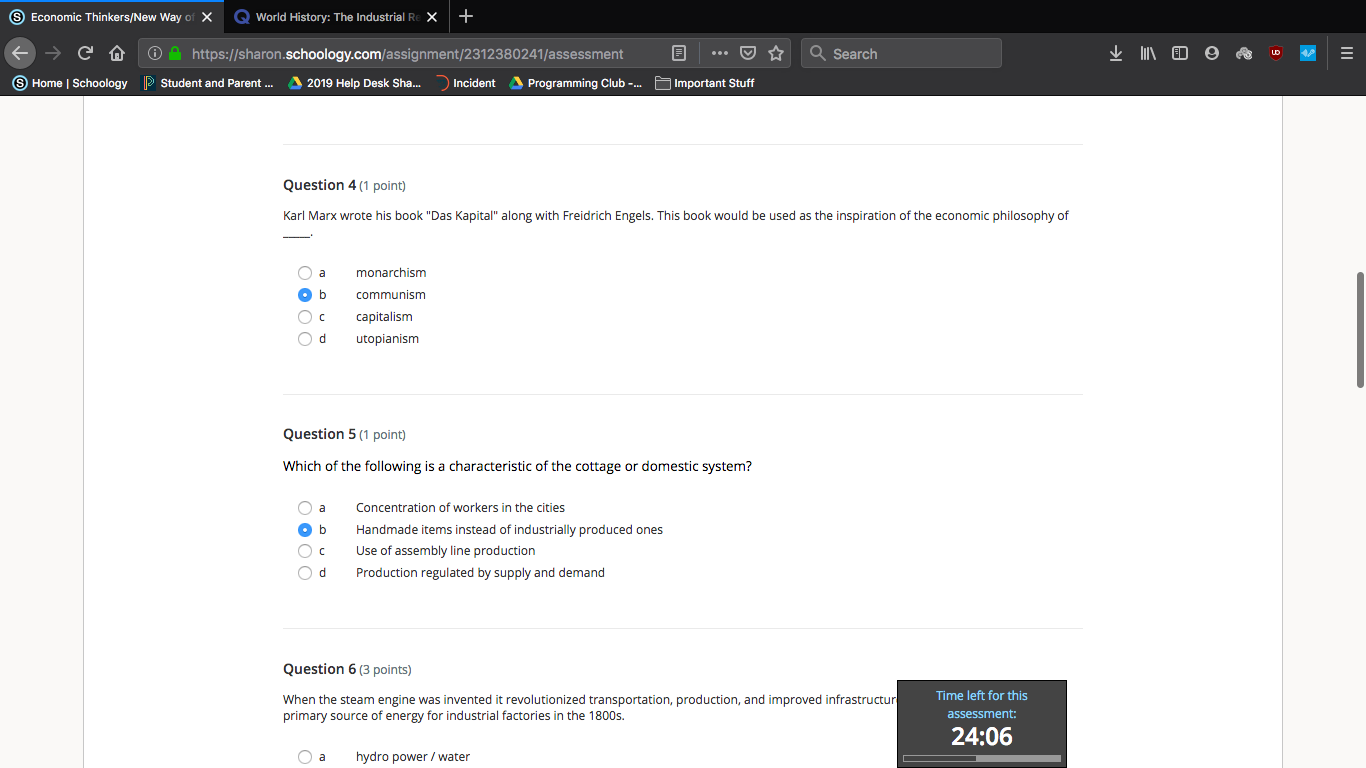 Economic Thinkers/New Way of
World History: The Industrial Re
https://sharon.schoology.com/assignment/2312380241/assessment
Search
Home | Schoology
Student and Parent ...
2019 Help Desk Sha...
Incident
Programming Club -...
Important Stuff
Question 4 (1 point)
Karl Marx wrote his book "Das Kapital" along with Freidrich Engels. This book would be used as the inspiration of the economic philosophy of
_____.
a monarchism
b communism
c capitalism
d utopianism
Question 5 (1 point)
Which of the following is a characteristic of the cottage or domestic system?
a Concentration of workers in the cities
b Handmade items instead of industrially produced ones
c Use of assembly line production
d Production regulated by supply and demand
Question 6 (3 points)
When the steam engine was invented it revolutionized transportation, production, and improved infrastructur
primary source of energy for industrial factories in the 1800s.
a hydro power / water
Time left for this
assessment:
24:06